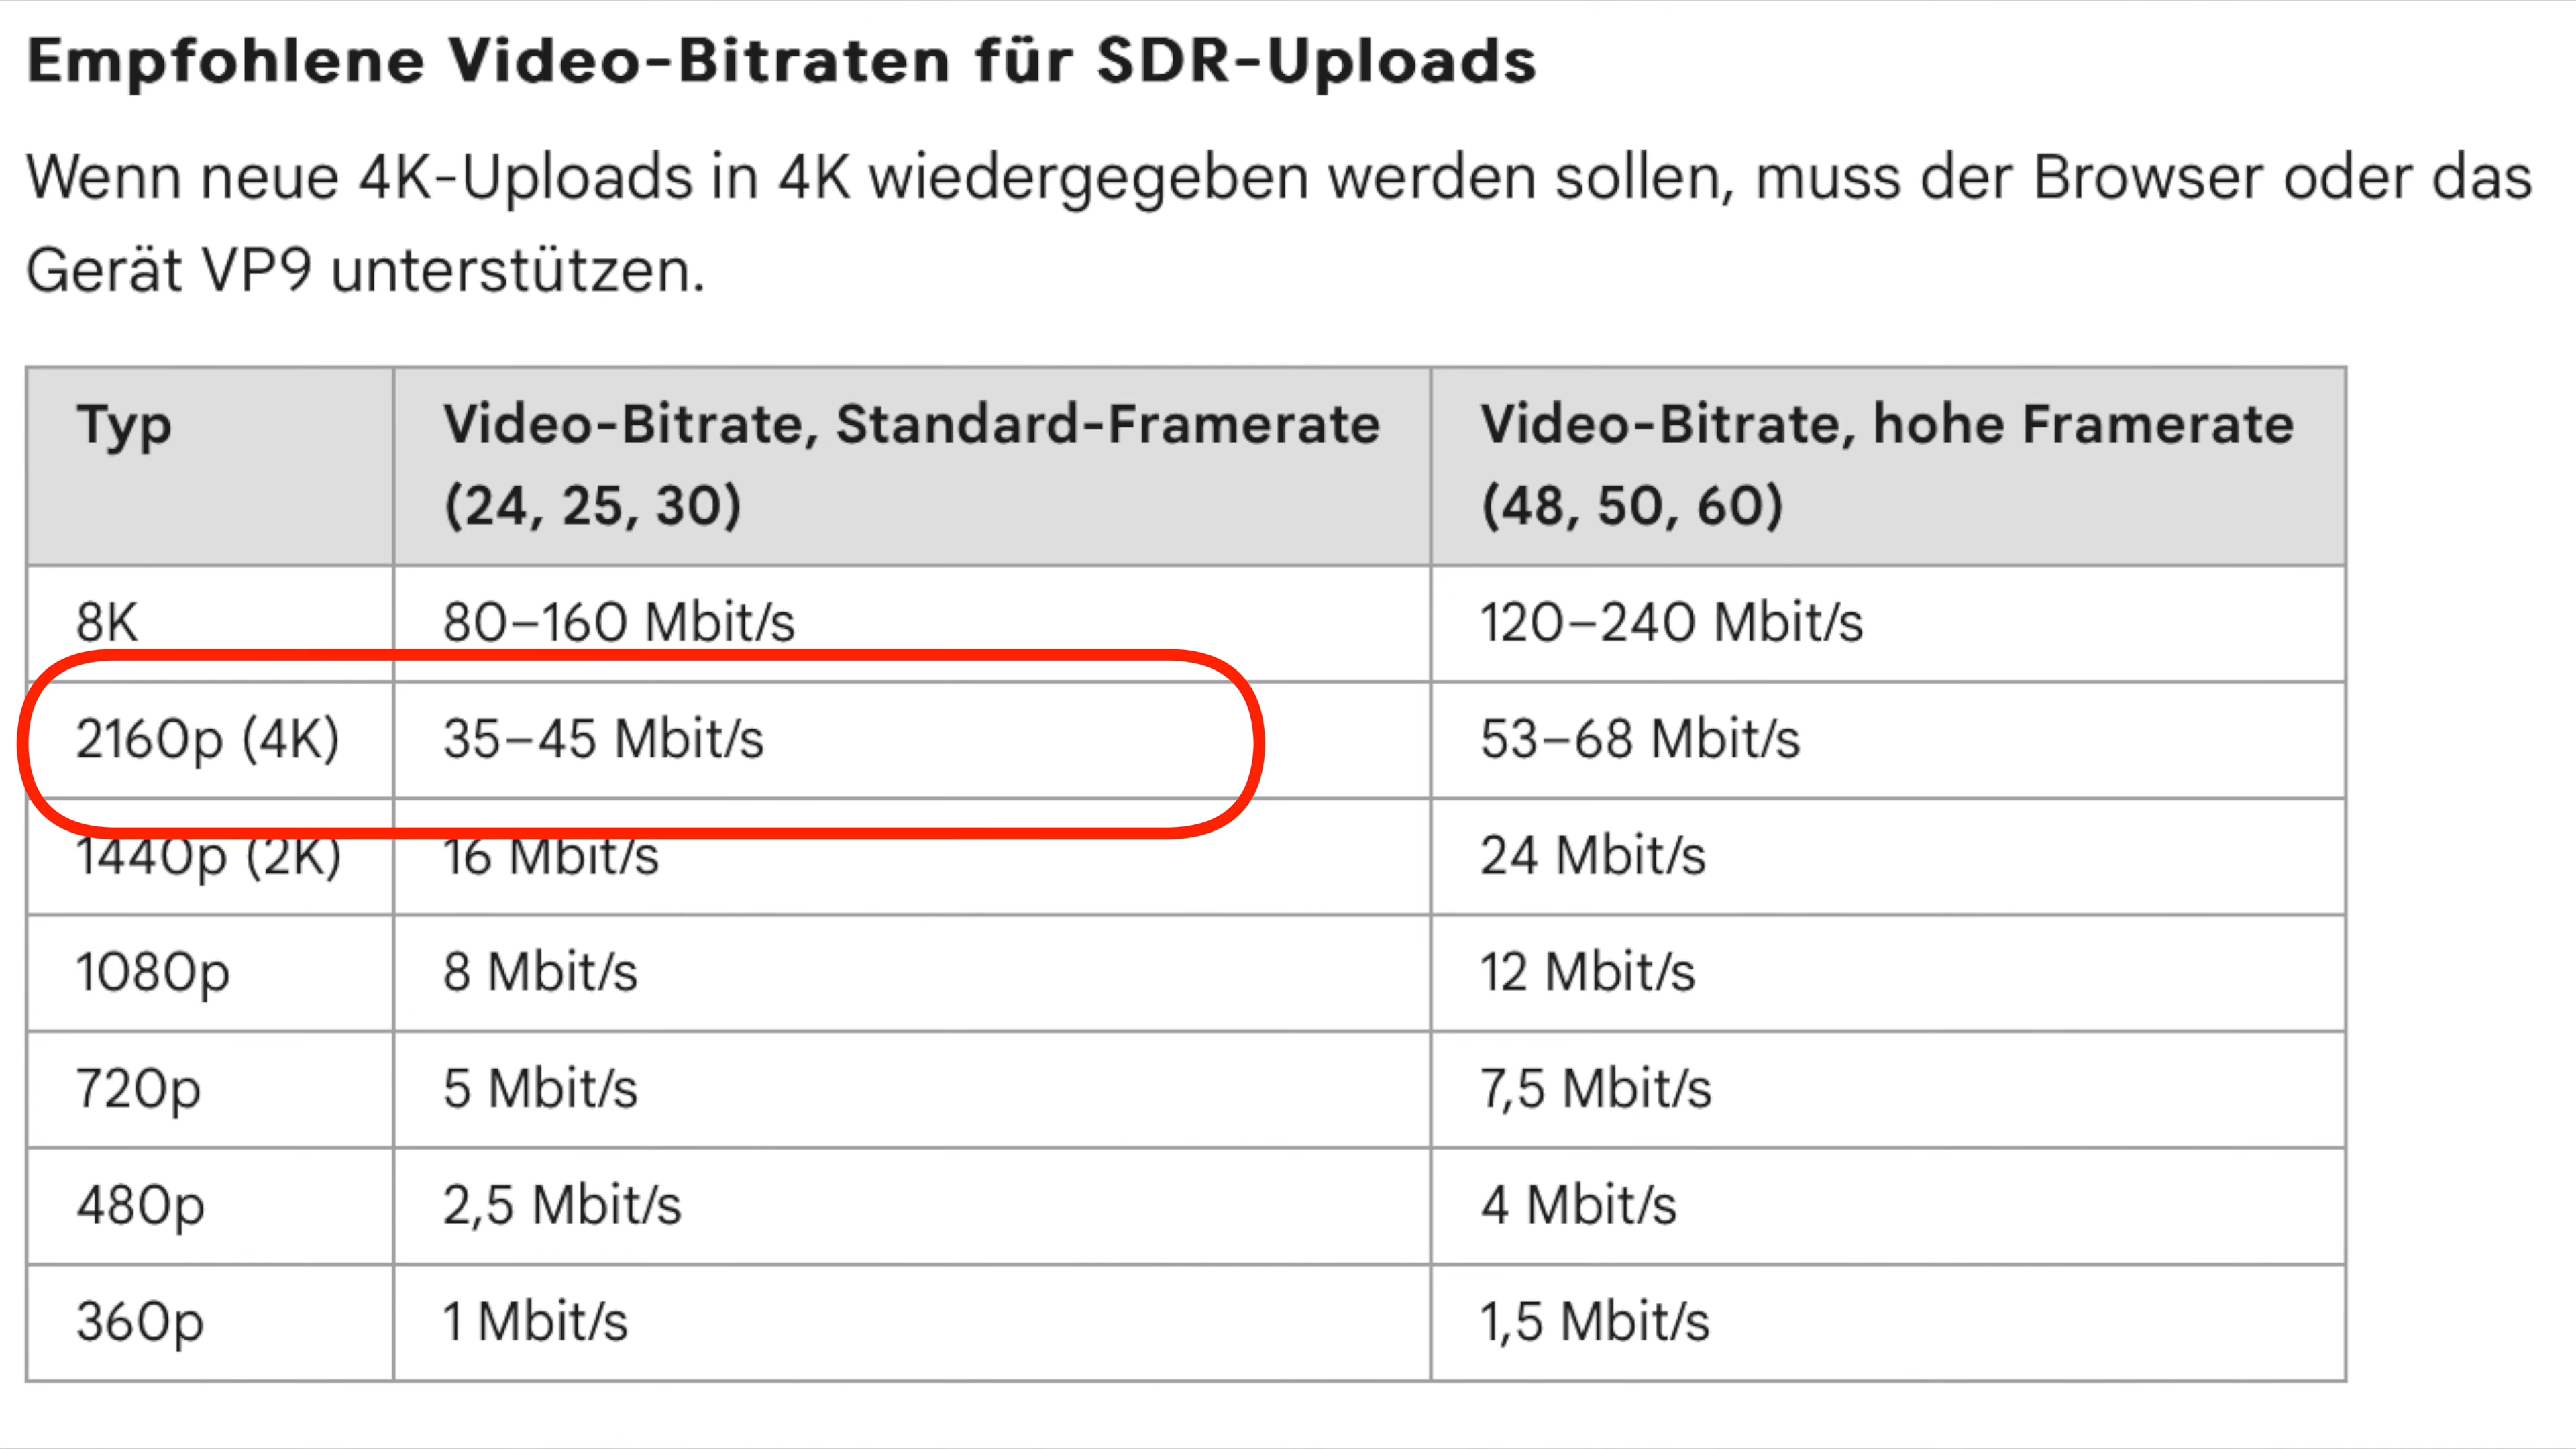 Empfohlene Video-Bitraten für SDR-Uploads
Wenn neue 4K-Uploads in 4K wiedergegeben werden sollen, muss der Browser oder das
Gerät VP9 unterstützen.
Typ Video-Bitrate, Standard-Framerate Video-Bitrate, hohe Framerate
(24, 25, 30) (48, 50, 60)
8K 80–160 Mbit/s 120–240 Mbit/s
2160p (4K) 35–45 Mbit/s 53–68 Mbit/s
1440p (2K) 16 Mbit/s 24 Mbit/s
1080p 8 Mbit/s 12 Mbit/s
720p 5 Mbit/s 7,5 Mbit/s
480p 2,5 Mbit/s 4 Mbit/s
360p 1 Mbit/s 1,5 Mbit/s